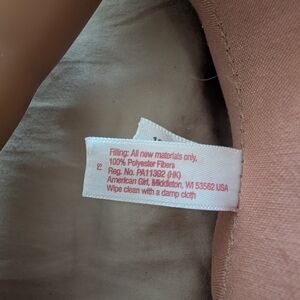 Filling: All new materials only,
100% Polyester Fibers
Reg. No. PA11392 (HK)
American Girl, Middleton, WI 53562 USA
Wipe clean with a damp cloth